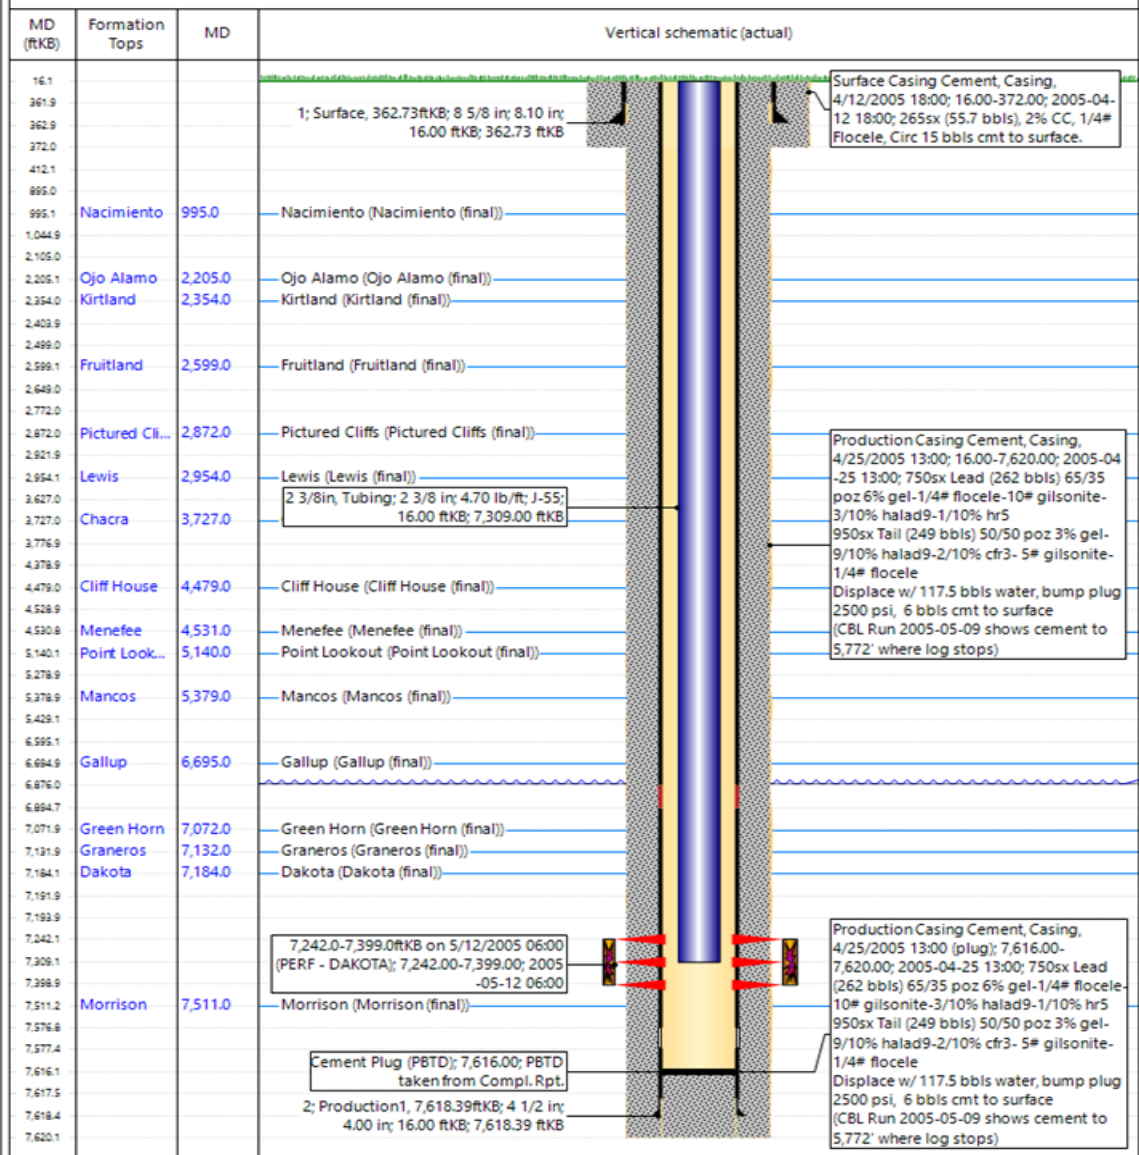 MD
(ftKB)
Formation
Tops
MD
Vertical schematic (actual)
16.1
361.9
362.9
372.0
412.1
895.0
995.1
1,044.9
2,105.0
2,205.1
2,354.0
2,403.9
2,499.0
2,599.1
2,649.0
2,772.0
2,872.0
2,921.9
2,954.1
3,627.0
3,727.0
3,776.9
4,378.9
4,479.0
4,528.9
4,530.8
5,140.1
5,278.9
5,378.9
5,429.1
6,595.1
6,694.9
6,876.0
6,894.7
7,071.9
7,131.9
7,184.1
7,191.9
7,193.9
7,242.1
7,309.1
7,398.9
7,511.2
7,576.8
7,577.4
7,616.1
7,617.5
7,618.4
7,620.1
Nacimiento 995.0
Ojo Alamo 2,205.0
Kirtland 2,354.0
Fruitland 2,599.0
Pictured Cli... 2,872.0
Lewis 2,954.0
Chacra 3,727.0
Cliff House 4,479.0
Menefee 4,531.0
Point Look... 5,140.0
Mancos 5,379.0
Gallup 6,695.0
Green Horn 7,072.0
Graneros 7,132.0
Dakota 7,184.0
Morrison 7,511.0
1; Surface, 362.73ftKB; 8 5/8 in; 8.10 in;
16.00 ftKB; 362.73 ftKB
Nacimiento (Nacimiento (final))
Ojo Alamo (Ojo Alamo (final))
Kirtland (Kirtland (final))
Fruitland (Fruitland (final))
Pictured Cliffs (Pictured Cliffs (final))
Lewis (Lewis (final))
2 3/8in, Tubing; 2 3/8 in; 4.70 lb/ft; J-55;
16.00 ftKB; 7,309.00 ftKB
Cliff House (Cliff House (final))
Menefee (Menefee (final))
Point Lookout (Point Lookout (final))
Mancos (Mancos (final))
Gallup (Gallup (final))
Green Horn (Green Horn (final))
Graneros (Graneros (final))
Dakota (Dakota (final))
7,242.0-7,399.0ftKB on 5/12/2005 06:00
(PERF - DAKOTA); 7,242.00-7,399.00; 2005
-05-12 06:00
Morrison (Morrison (final))
Cement Plug (PBTD); 7,616.00; PBTD
taken from Compl. Rpt.
2; Production1, 7,618.39ftKB; 4 1/2 in;
4.00 in; 16.00 ftKB; 7,618.39 ftKB
Surface Casing Cement, Casing,
4/12/2005 18:00; 16.00-372.00; 2005-04-
12 18:00; 265sx (55.7 bbls), 2% CC, 1/4#
Flocele, Circ 15 bbls cmt to surface.
Production Casing Cement, Casing,
4/25/2005 13:00; 16.00-7,620.00; 2005-04
-25 13:00; 750sx Lead (262 bbls) 65/35
poz 6% gel-1/4# flocele-10# gilsonite-
3/10% halad9-1/10% hr5
950sx Tail (249 bbls) 50/50 poz 3% gel-
9/10% halad9-2/10% cfr3- 5# gilsonite-
1/4# flocele
Displace w/ 117.5 bbls water, bump plug
2500 psi,  6 bbls cmt to surface
(CBL Run 2005-05-09 shows cement to
5,772' where log stops)
Production Casing Cement, Casing,
4/25/2005 13:00 (plug); 7,616.00-
7,620.00; 2005-04-25 13:00; 750sx Lead
(262 bbls) 65/35 poz 6% gel-1/4# flocele-
10# gilsonite-3/10% halad9-1/10% hr5
950sx Tail (249 bbls) 50/50 poz 3% gel-
9/10% halad9-2/10% cfr3- 5# gilsonite-
1/4# flocele
Displace w/ 117.5 bbls water, bump plug
2500 psi,  6 bbls cmt to surface
(CBL Run 2005-05-09 shows cement to
5,772' where log stops)